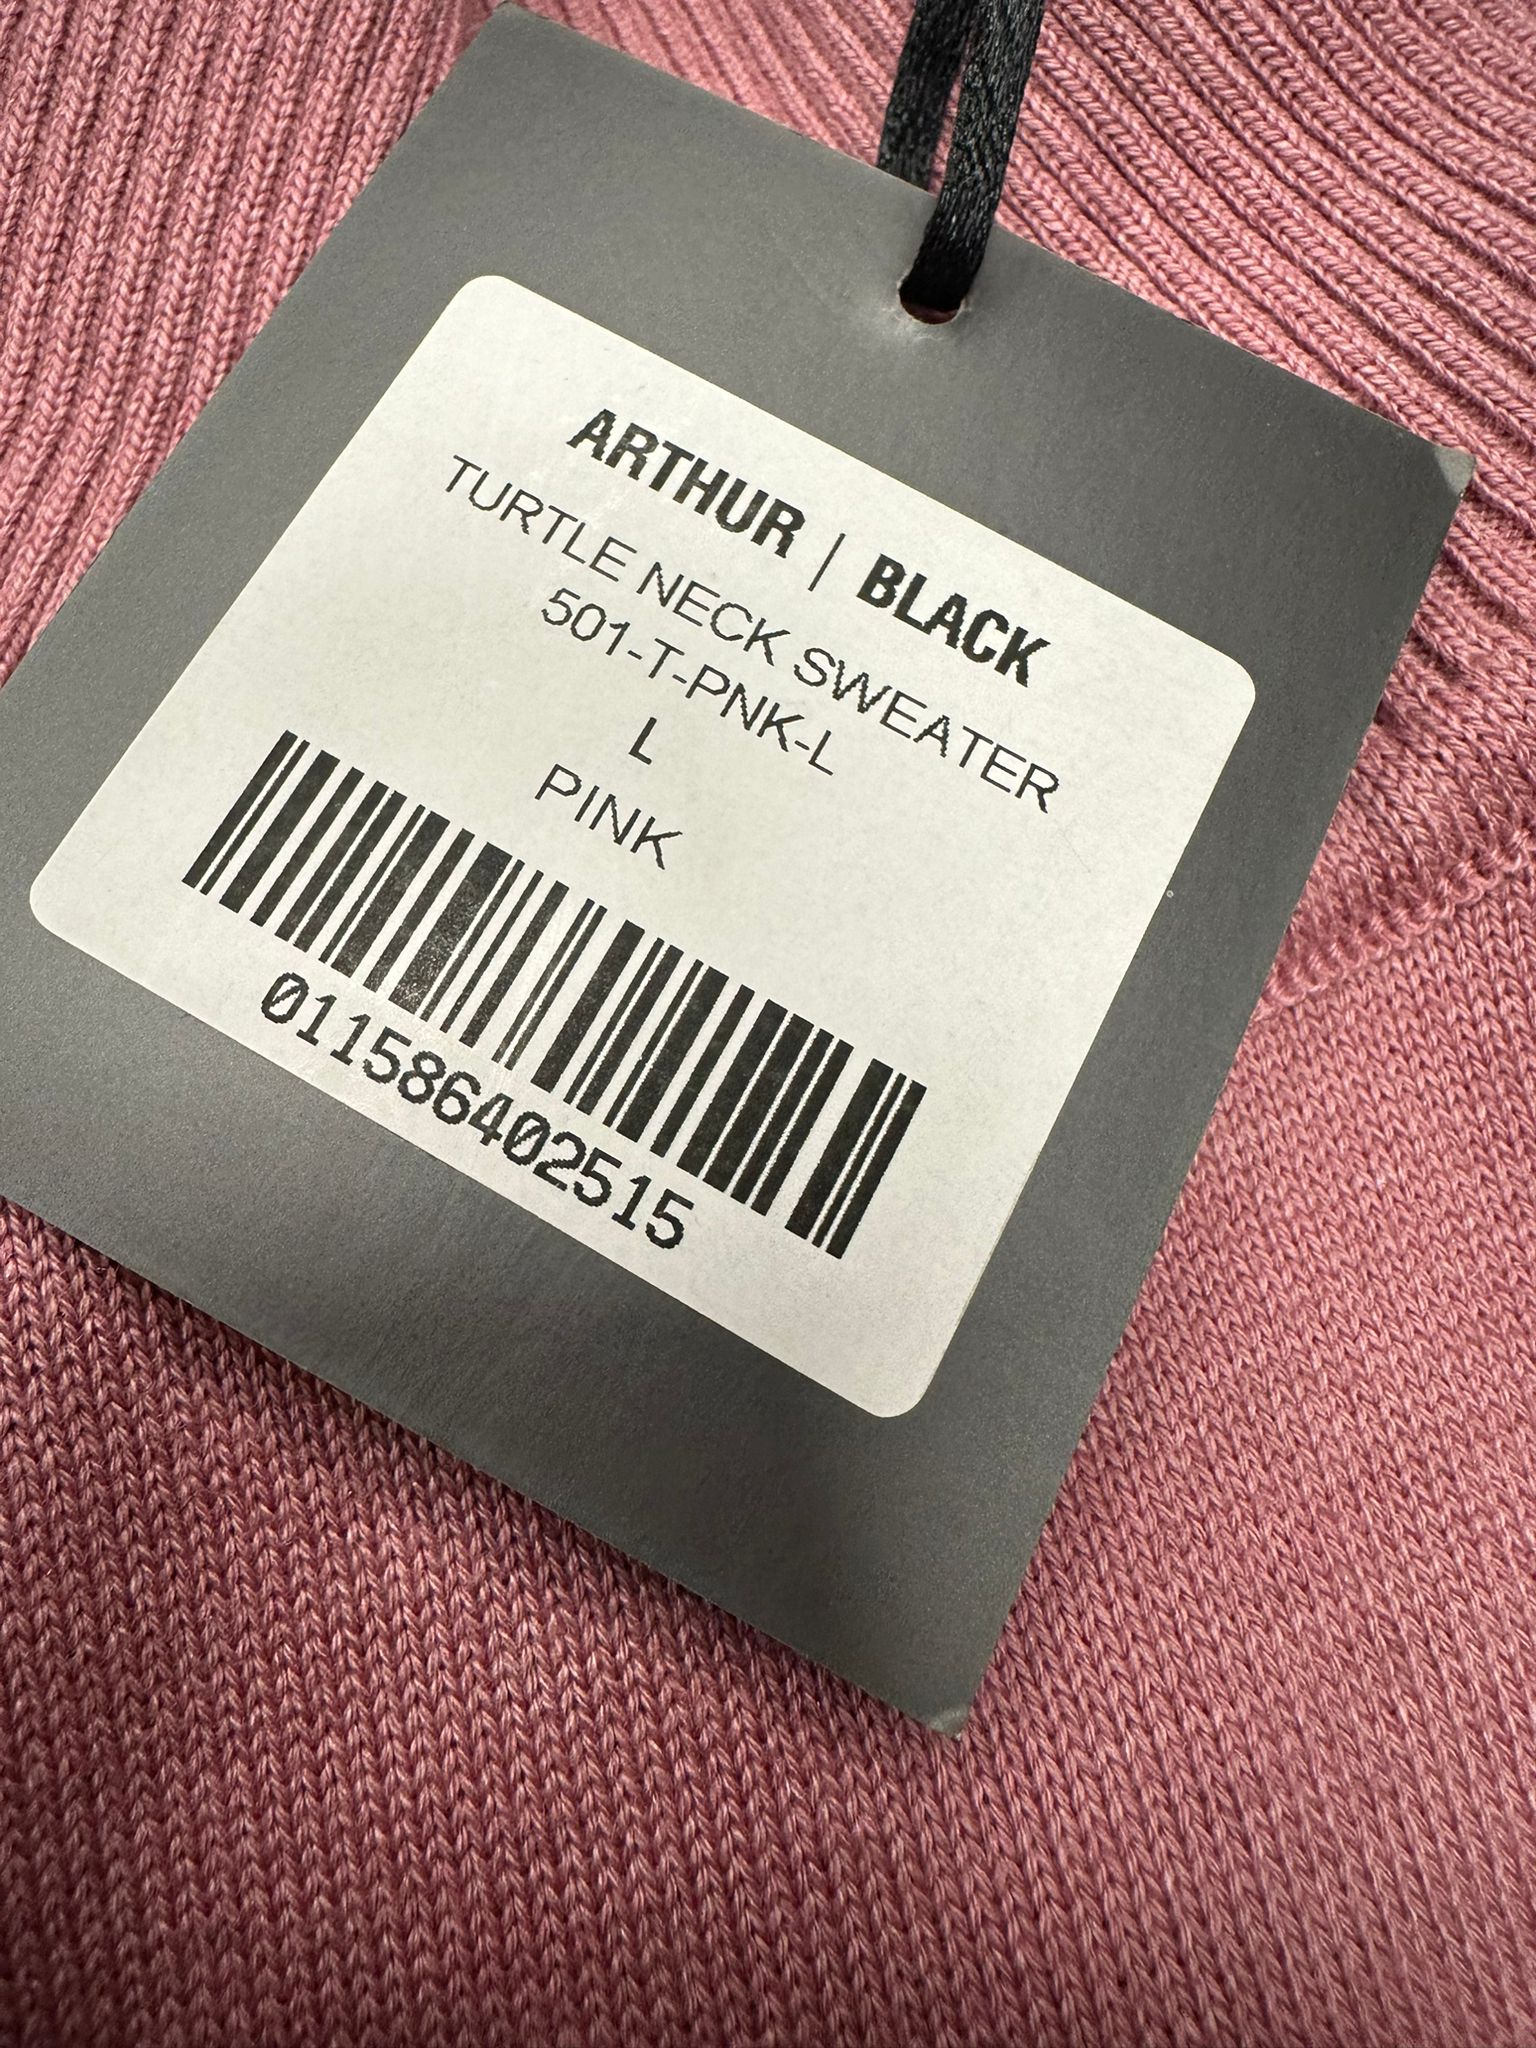 ARTHUR | BLACK
TURTLE NECK SWEATER
501-T-PNK-L
L
PINK
011586402515